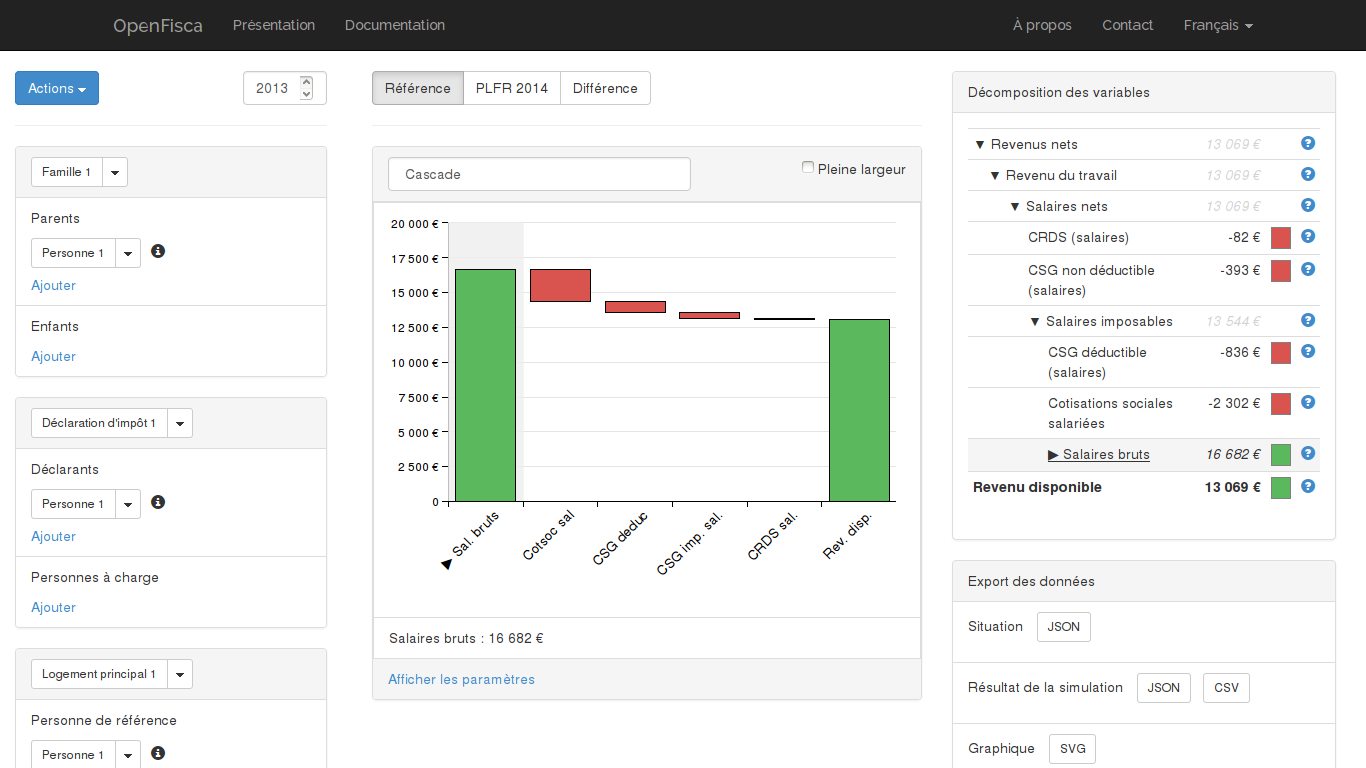 OpenFisca Présentation Documentation À propos Contact Français
Actions 2013
Famille 1
Parents
Personne 1
Ajouter
Enfants
Ajouter
Déclaration d'impôt 1
Déclarants
Personne 1
Ajouter
Personnes à charge
Ajouter
Logement principal 1
Personne de référence
Personne 1
Référence PLFR 2014 Différence
Cascade Pleine largeur
20 000 €
17 500 €
15 000 €
12 500 €
10 000 €
7 500 €
5 000 €
2 500 €
0
▶ Sal. bruts
Cotsoc sal
CSG deduc
CSG imp. sal.
CRDS sal.
Rev. disp.
Salaires bruts : 16 682 €
Afficher les paramètres
Décomposition des variables
▼ Revenus nets 13 069 €
▼ Revenu du travail 13 069 €
▼ Salaires nets 13 069 €
CRDS (salaires) -82 €
CSG non déductible -393 €
(salaires)
▼ Salaires imposables 13 544 €
CSG déductible -836 €
(salaires)
Cotisations sociales -2 302 €
salariées
▶ Salaires bruts 16 682 €
Revenu disponible 13 069 €
Export des données
Situation JSON
Résultat de la simulation JSON CSV
Graphique SVG